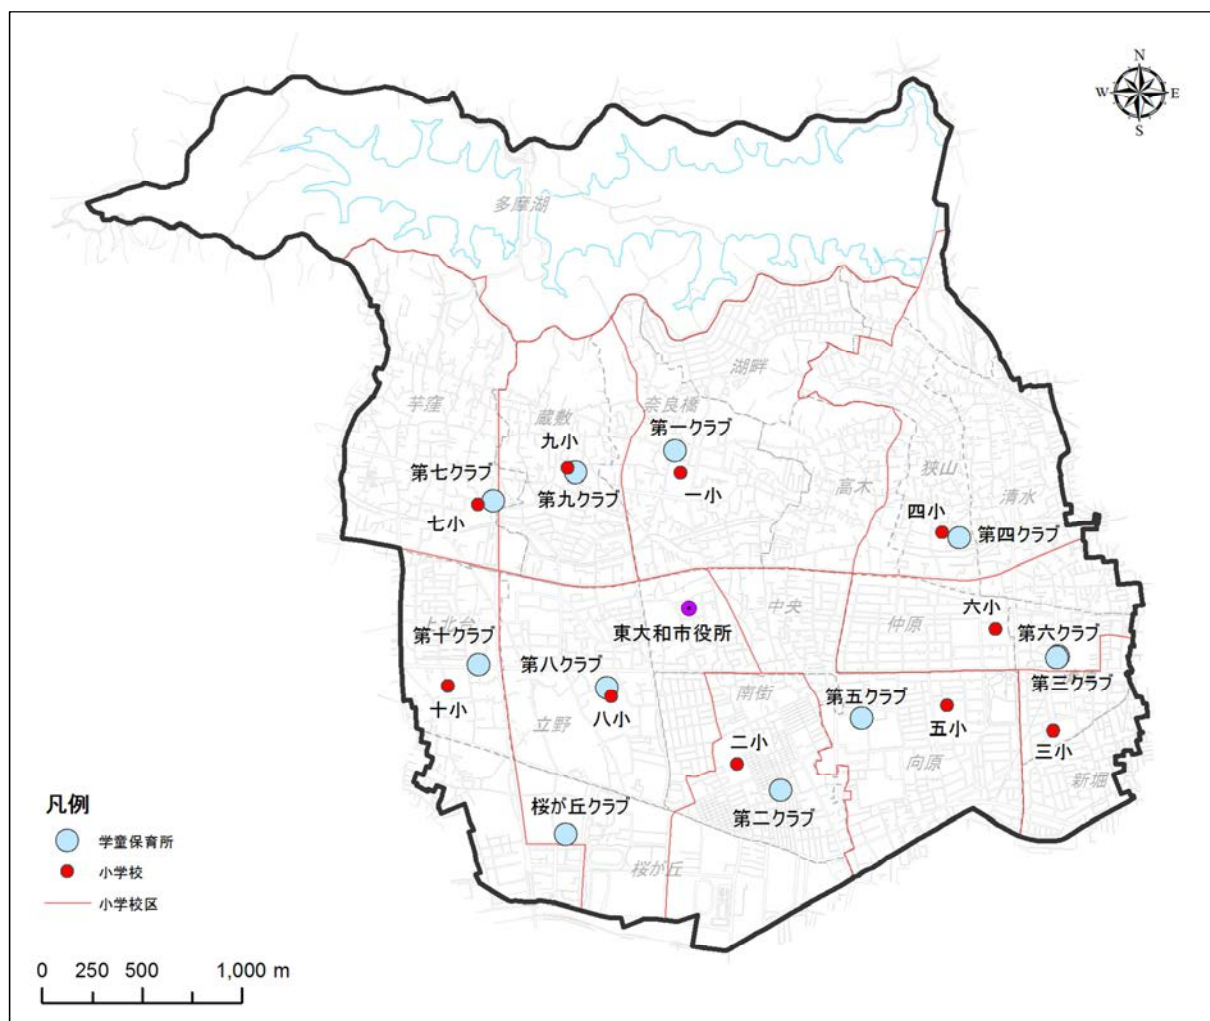 N
W
E
S
多摩湖
湖畔
芋窪
蔵敷
奈良橋
九小
第一クラブ
第七クラブ
第九クラブ
一小
狭山
高木
清水
七小
四小
第四クラブ
中央
六小
上北台
東大和市役所
仲原
第十クラブ
第八クラブ
第六クラブ
第三クラブ
南街
第五クラブ
十小
立野
八小
五小
三小
二小
向原
新堀
凡例
桜が丘クラブ
第二クラブ
学童保育所
桜が丘
小学校
小学校区
0 250 500 1,000 m